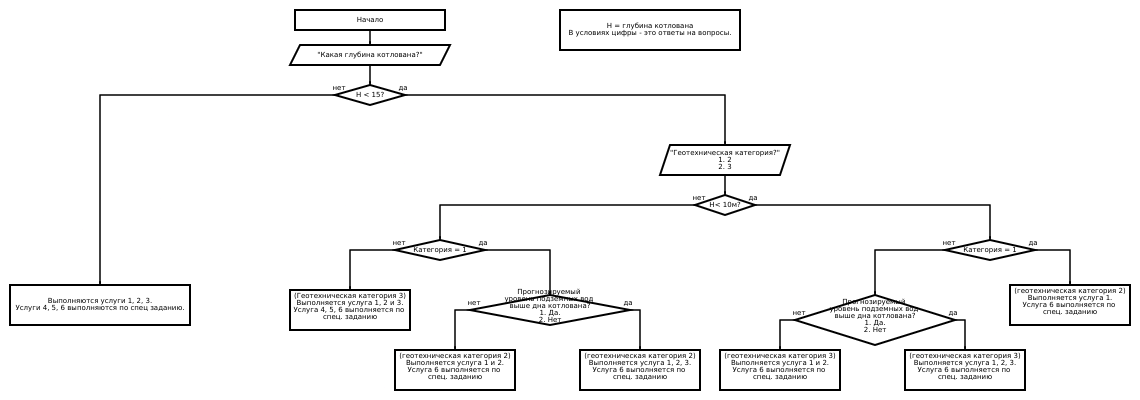 Начало
H = глубина котлована
В условиях цифры - это ответы на вопросы.
"Какая глубина котлована?"
нет
да
H < 15?
"Геотехническая категория?"
1. 2
2. 3
нет
да
H< 10м?
нет
да
Категория = 1
нет
да
Категория = 1
Выполняются услуги 1, 2, 3.
Услуги 4, 5, 6 выполняются по спец заданию.
(Геотехническая категория 3)
Выполняется услуга 1, 2 и 3.
Услуга 4, 5, 6 выполняется по
спец. заданию
нет
да
Прогнозируемый
уровень подземных вод
выше дна котлована?
1. Да.
2. Нет
нет
да
Прогнозируемый
уровень подземных вод
выше дна котлована?
1. Да.
2. Нет
(геотехническая категория 2)
Выполняется услуга 1.
Услуга 6 выполняется по
спец. заданию
(геотехническая категория 2)
Выполняется услуга 1 и 2.
Услуга 6 выполняется по
спец. заданию
(геотехническая категория 2)
Выполняется услуга 1, 2, 3.
Услуга 6 выполняется по
спец. заданию
(геотехническая категория 3)
Выполняется услуга 1 и 2.
Услуга 6 выполняется по
спец. заданию
(геотехническая категория 3)
Выполняется услуга 1, 2, 3.
Услуга 6 выполняется по
спец. заданию